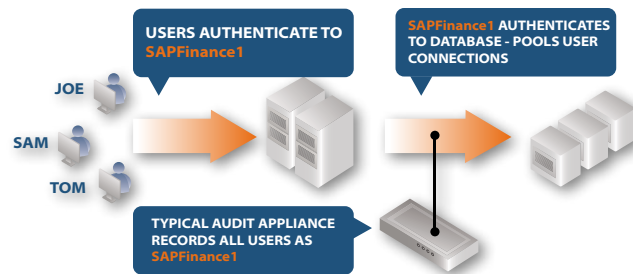 USERS AUTHENTICATE TO
SAPFinance1
SAPFinance1 AUTHENTICATES
TO DATABASE - POOLS USER
CONNECTIONS
JOE
SAM
TOM
TYPICAL AUDIT APPLIANCE
RECORDS ALL USERS AS
SAPFinance1